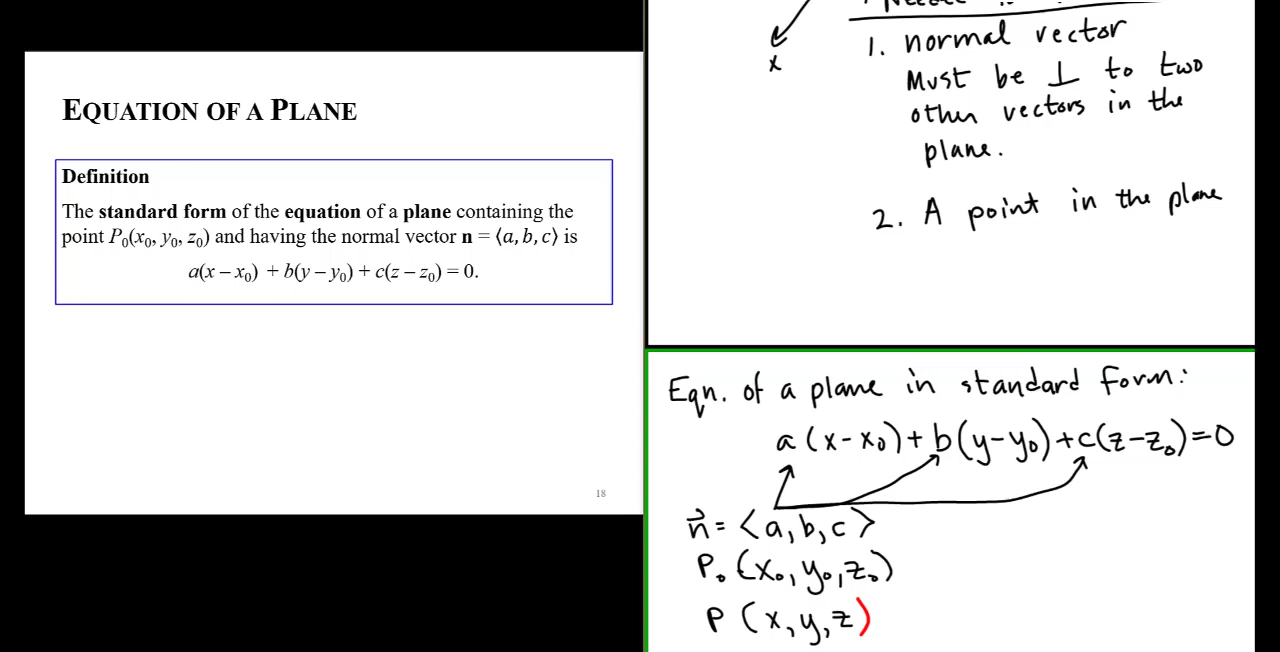 EQUATION OF A PLANE
Definition
The standard form of the equation of a plane containing the
point P₀(x₀, y₀, z₀) and having the normal vector n = ⟨a, b, c⟩ is
a(x – x₀) + b(y – y₀) + c(z – z₀) = 0.
18
x
1. normal vector
Must be ⊥ to two
other vectors in the
plane.
2. A point in the plane
Eqn. of a plane in standard form:
a(x-x₀)+b(y-y₀)+c(z-z₀)=0
n⃗ = ⟨a, b, c⟩
P₀ (x₀, y₀, z₀)
P (x, y, z)